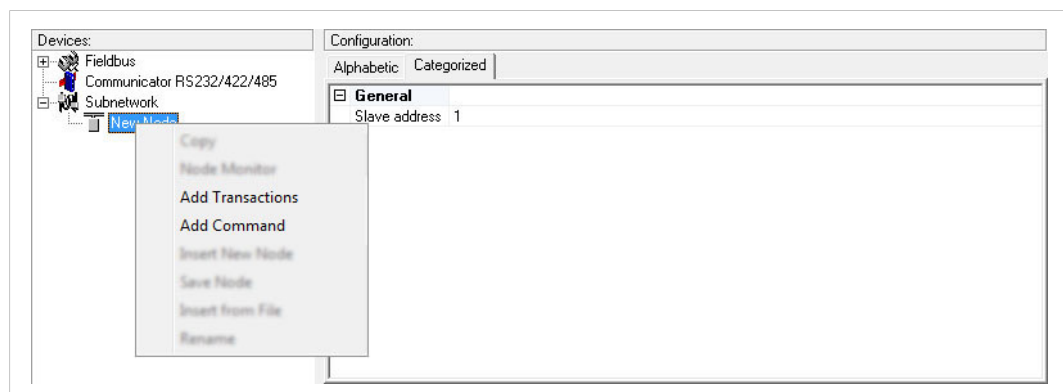 Devices:
Fieldbus
Communicator RS232/422/485
Subnetwork
New Node
Copy
Node Monitor
Add Transactions
Add Command
Insert New Node
Save Node
Insert from File
Rename
Configuration:
Alphabetic Categorized
General
Slave address 1